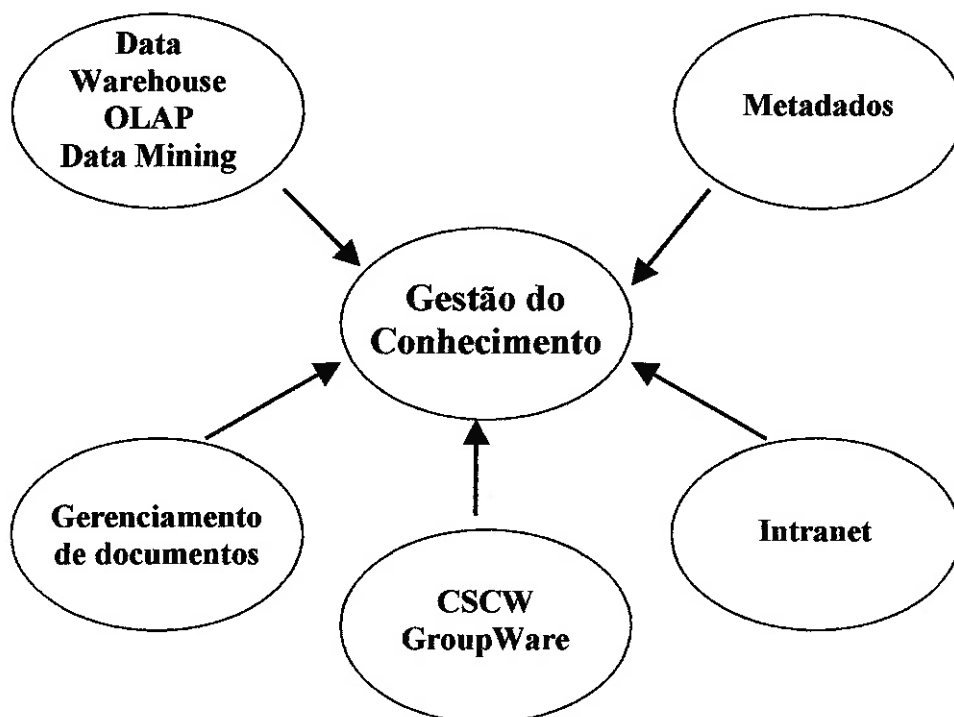 Data
Warehouse
OLAP
Data Mining
Metadados
Gestão do
Conhecimento
Gerenciamento
de documentos
CSCW
GroupWare
Intranet